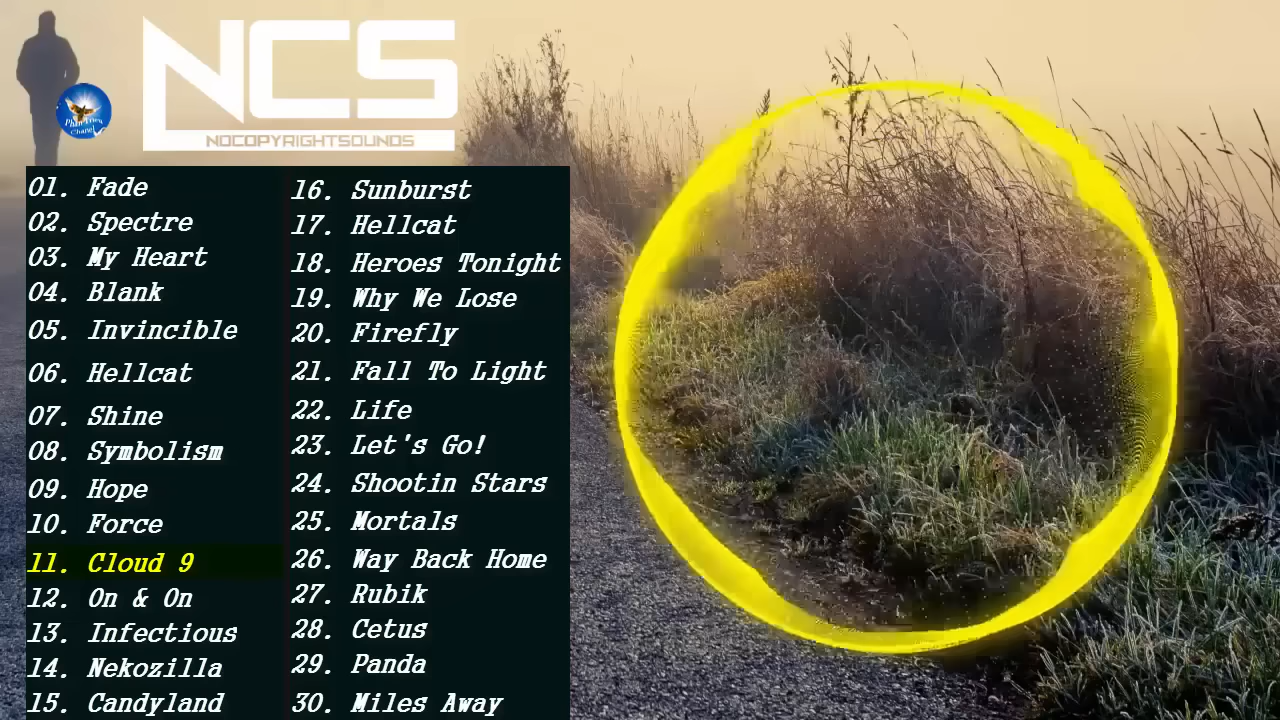 NCS
NOCOPYRIGHTSOUNDS
01. Fade
02. Spectre
03. My Heart
04. Blank
05. Invincible
06. Hellcat
07. Shine
08. Symbolism
09. Hope
10. Force
11. Cloud 9
12. On & On
13. Infectious
14. Nekozilla
15. Candyland
16. Sunburst
17. Hellcat
18. Heroes Tonight
19. Why We Lose
20. Firefly
21. Fall To Light
22. Life
23. Let's Go!
24. Shootin Stars
25. Mortals
26. Way Back Home
27. Rubik
28. Cetus
29. Panda
30. Miles Away